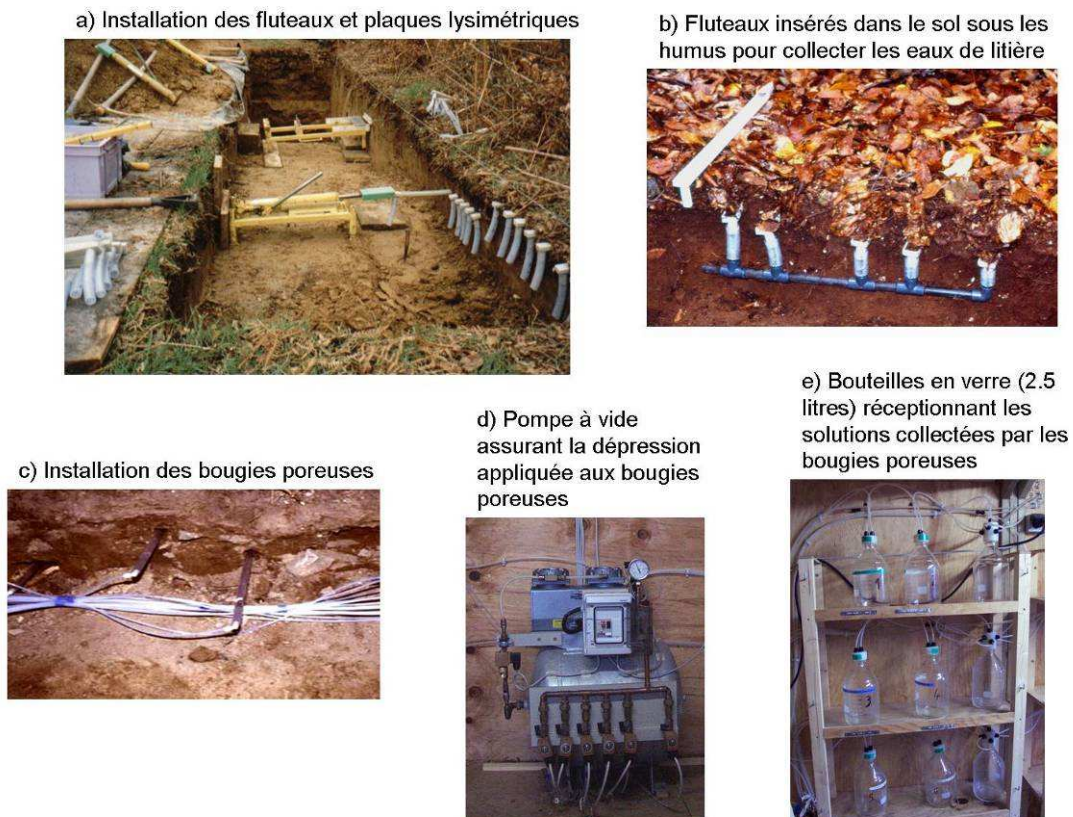 a) Installation des fluteaux et plaques lysimétriques
b) Fluteaux insérés dans le sol sous les
humus pour collecter les eaux de litière
c) Installation des bougies poreuses
d) Pompe à vide
assurant la dépression
appliquée aux bougies
poreuses
e) Bouteilles en verre (2.5
litres) réceptionnant les
solutions collectées par les
bougies poreuses
3
4